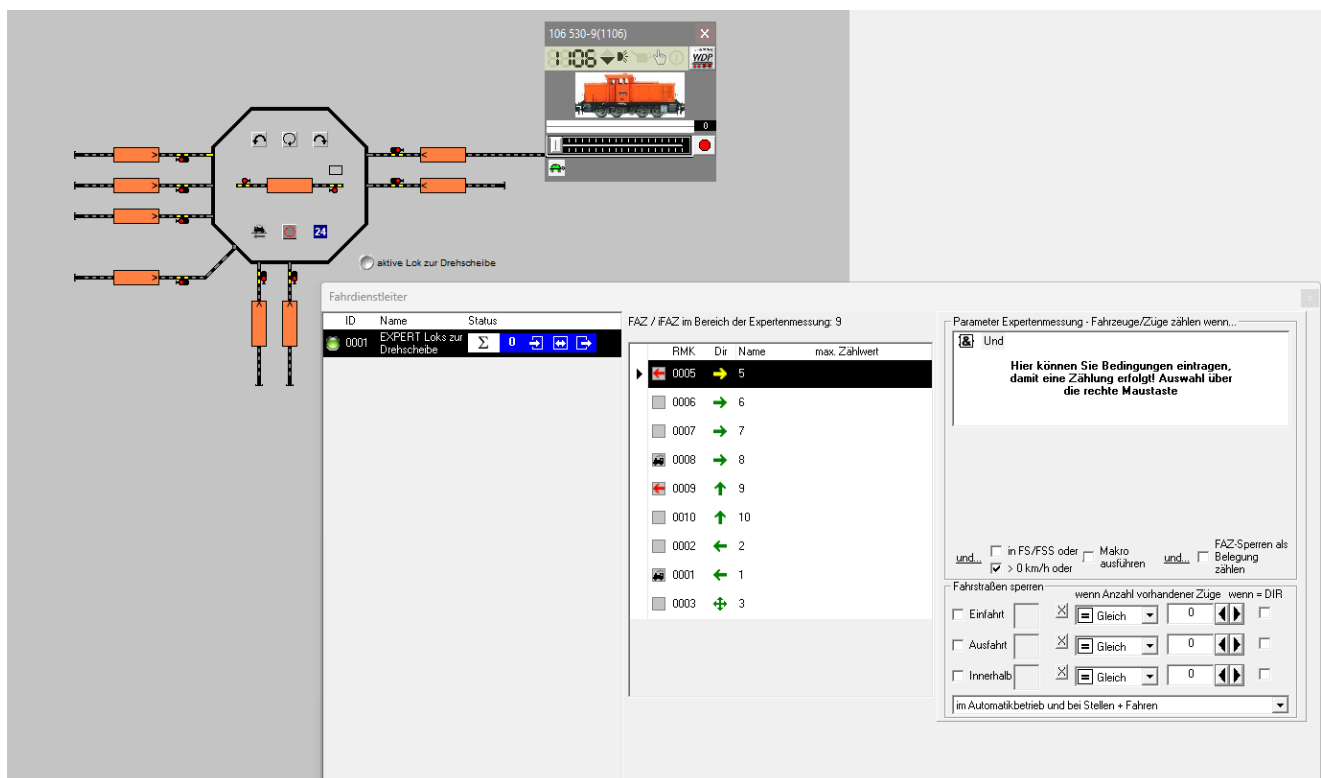 106 530-9(1106)
1106
WDP
0
24
aktive Lok zur Drehscheibe
Fahrdienstleiter
ID Name Status
0001 EXPERT Loks zur
Drehscheibe
Σ 0
FAZ / iFAZ im Bereich der Expertenmessung: 9
RMK Dir Name max. Zählwert
0005 5
0006 6
0007 7
0008 8
0009 9
0010 10
0002 2
0001 1
0003 3
Parameter Expertenmessung - Fahrzeuge/Züge zählen wenn...
{&} Und
Hier können Sie Bedingungen eintragen,
damit eine Zählung erfolgt! Auswahl über
die rechte Maustaste
und...
in FS/FSS oder
> 0 km/h oder
Makro
ausführen
und...
FAZ-Sperren als
Belegung
zählen
Fahrstraßen sperren
wenn Anzahl vorhandener Züge wenn = DIR
Einfahrt X = Gleich 0
Ausfahrt X = Gleich 0
Innerhalb X = Gleich 0
im Automatikbetrieb und bei Stellen + Fahren